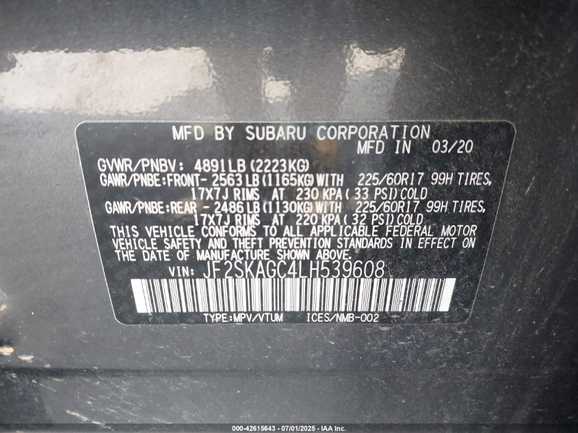 MFD BY SUBARU CORPORATION
MFD IN 03/20
GVWR/PNBV: 4891LB (2223KG)
GAWR/PNBE:FRONT-2563LB(1165KG)WITH 225/60R17 99H TIRES,
17X7J RIMS AT 230 KPA (33 PSI)COLD
GAWR/PNBE:REAR - 2486LB(1130KG)WITH 225/60R17 99H TIRES,
17X7J RIMS AT 220 KPA (32 PSI)COLD
THIS VEHICLE CONFORMS TO ALL APPLICABLE FEDERAL MOTOR
VEHICLE SAFETY AND THEFT PREVENTION STANDARDS IN EFFECT ON
THE DATE OF MANUFACTURE SHOWN ABOVE.
VIN: JF2SKAGC4LH539608
TYPE:MPV/VTUM ICES/NMB-002
000-42615643 - 07/01/2025 - IAA Inc.